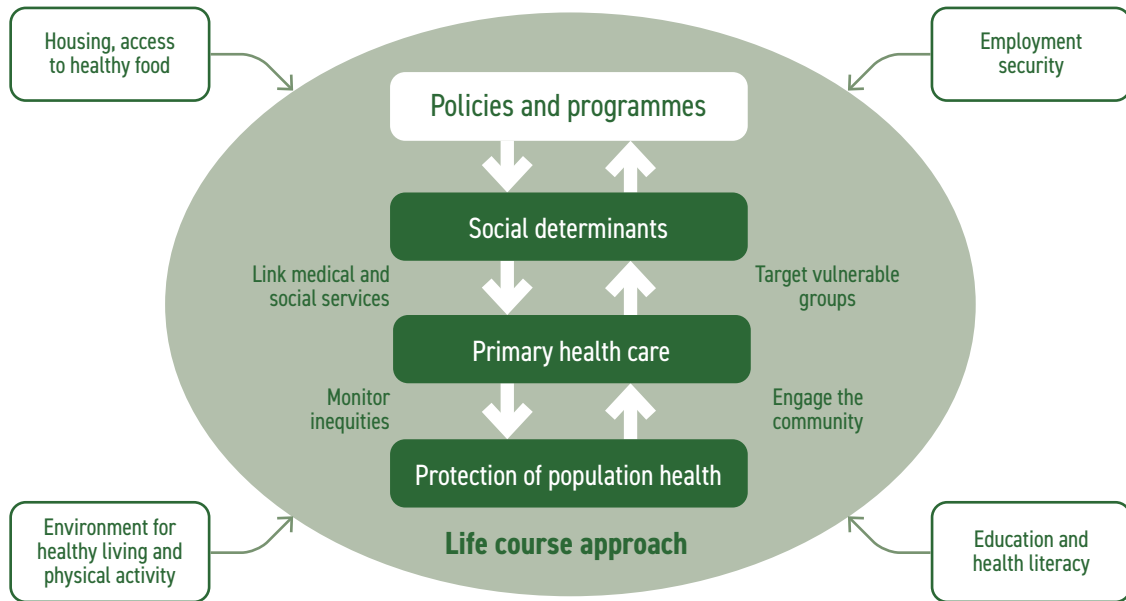 Housing, access
to healthy food
Employment
security
Policies and programmes
Social determinants
Link medical and
social services
Target vulnerable
groups
Primary health care
Monitor
inequities
Engage the
community
Protection of population health
Environment for
healthy living and
physical activity
Life course approach
Education and
health literacy